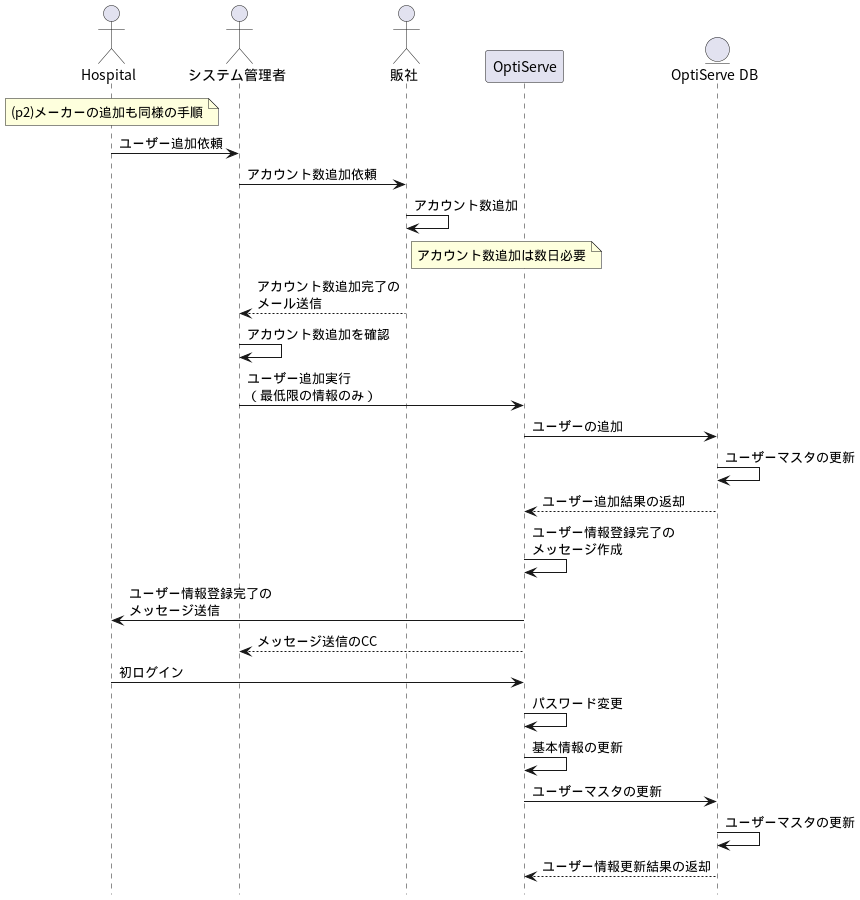 Hospital
システム管理者
販社
OptiServe
OptiServe DB
(p2)メーカーの追加も同様の手順
ユーザー追加依頼
アカウント数追加依頼
アカウント数追加
アカウント数追加は数日必要
アカウント数追加完了の
メール送信
アカウント数追加を確認
ユーザー追加実行
（最低限の情報のみ）
ユーザーの追加
ユーザーマスタの更新
ユーザー追加結果の返却
ユーザー情報登録完了の
メッセージ作成
ユーザー情報登録完了の
メッセージ送信
メッセージ送信のCC
初ログイン
パスワード変更
基本情報の更新
ユーザーマスタの更新
ユーザーマスタの更新
ユーザー情報更新結果の返却